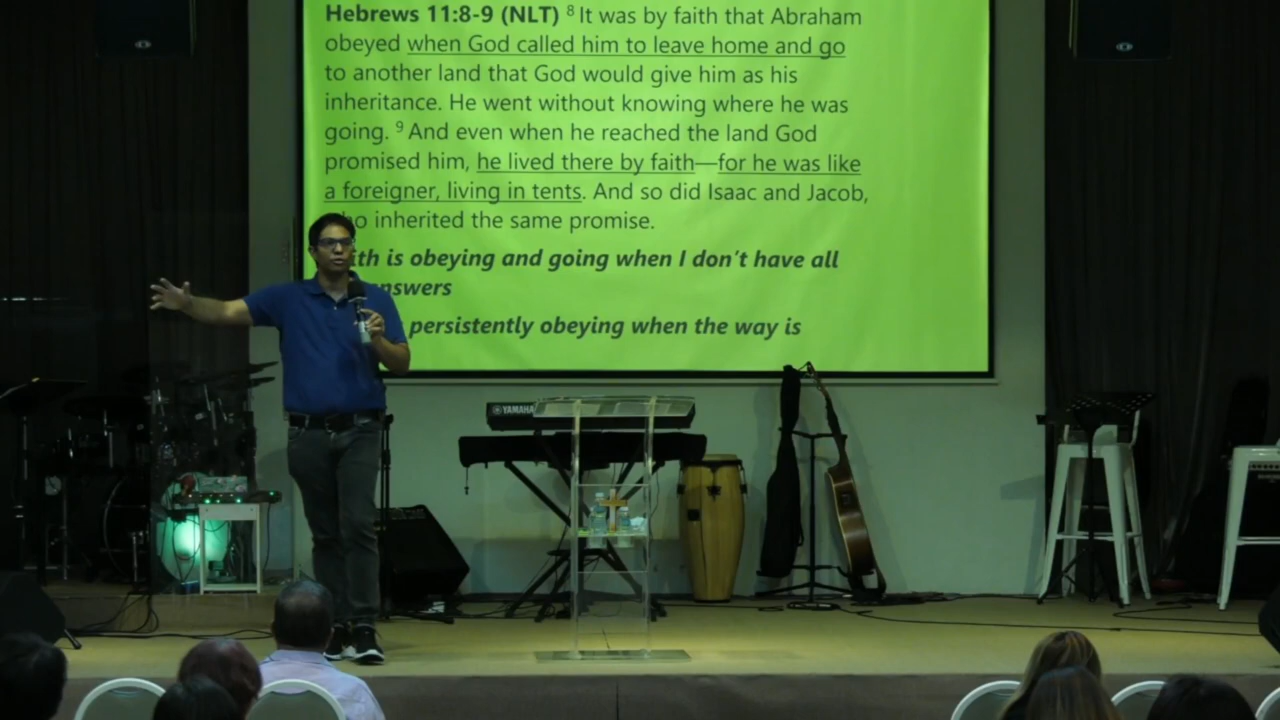 Hebrews 11:8-9 (NLT) 8 It was by faith that Abraham
obeyed when God called him to leave home and go
to another land that God would give him as his
inheritance. He went without knowing where he was
going. 9 And even when he reached the land God
promised him, he lived there by faith—for he was like
a foreigner, living in tents. And so did Isaac and Jacob,
inherited the same promise.
is obeying and going when I don't have all
persistently obeying when the way is
YAMAHA